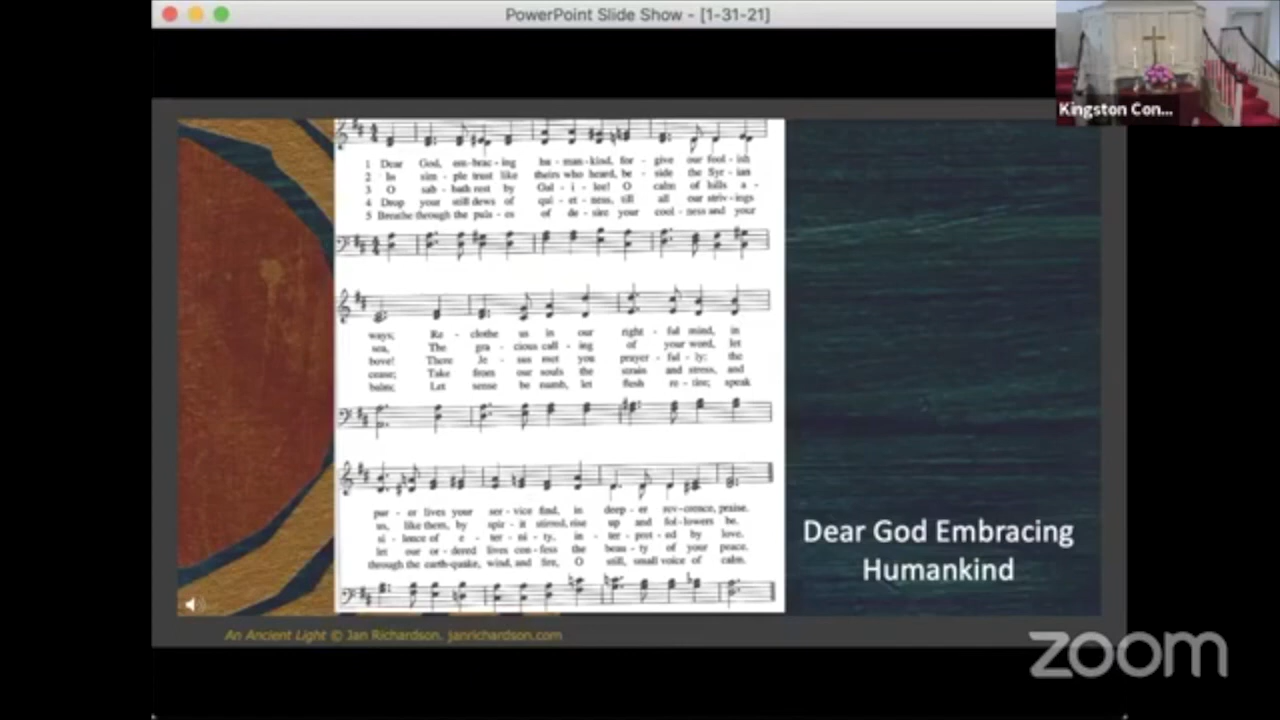 PowerPoint Slide Show - [1-31-21]
Kingston Con...
1 Dear God, em - brac - ing hu - man - kind, for - give our fool - ish
2 In sim - ple trust like theirs who heard, be - side the Syr - ian
3 O sab - bath rest by Gal - i - lee! O calm of hills a -
4 Drop your still dews of qui - et - ness, till all our striv - ings
5 Breathe through the puls - es of de - sire your cool - ness and your
ways; Re - clothe us in our right - ful mind, in
sea, The gra - cious call - ing of your word, let
bove! There Je - sus met you prayer - ful - ly: the
cease; Take from our souls the strain and stress, and
balm; Let sense be numb, let flesh re - tire; speak
pur - er lives your ser - vice find, in deep - er rev - erence, praise.
us, like them, by spir - it stirred, rise up and fol - lowers be.
si - lence of e - ter - ni - ty, in - ter - pret - ed by love.
let our or - dered lives con - fess the beau - ty of your peace.
through the earth - quake, wind, and fire, O still, small voice of calm.
Dear God Embracing
Humankind
An Ancient Light © Jan Richardson. janrichardson.com
zoom